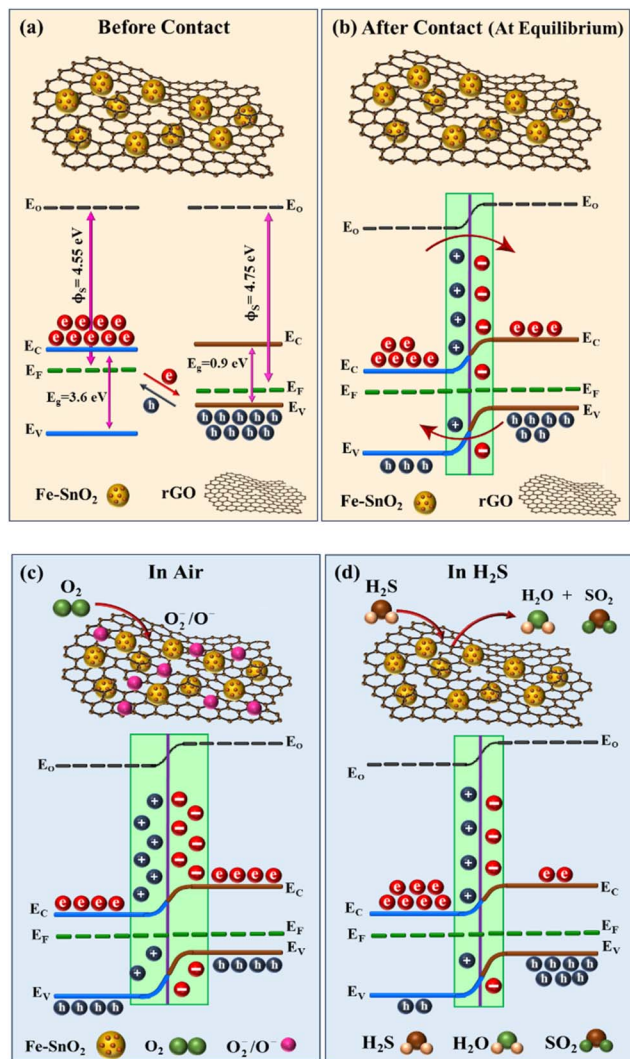 (a) Before Contact
E₀ E₀
ϕS= 4.55 eV
ϕS= 4.75 eV
e e e e
e e e e e
EC EC
Eg=0.9 eV
EF e EF
Eg=3.6 eV
h EV
h h h h h
h h h h
EV
Fe-SnO₂ rGO
(b) After Contact (At Equilibrium)
E₀
E₀
+ −
+ −
+ −
+ −
e e e e e
e e e e
EC
EC
−
EF EF
EV
+ h h h h
h h
EV −
h h h
Fe-SnO₂ rGO
(c) In Air
O₂
O₂⁻/O⁻
E₀
E₀
+ −
+ −
+ −
+ −
+ −
e e e e
e e e e
EC
EC
EF EF
EV
+ h h h h
EV −
h h h h
Fe-SnO₂ O₂ O₂⁻/O⁻
(d) In H₂S
H₂S
H₂O + SO₂
E₀
E₀
+ −
+ −
+ −
+ −
e e
e e e
e e e e
EC
EC
EF EF
EV
+ h h h h
h h h
EV −
h h
H₂S H₂O SO₂